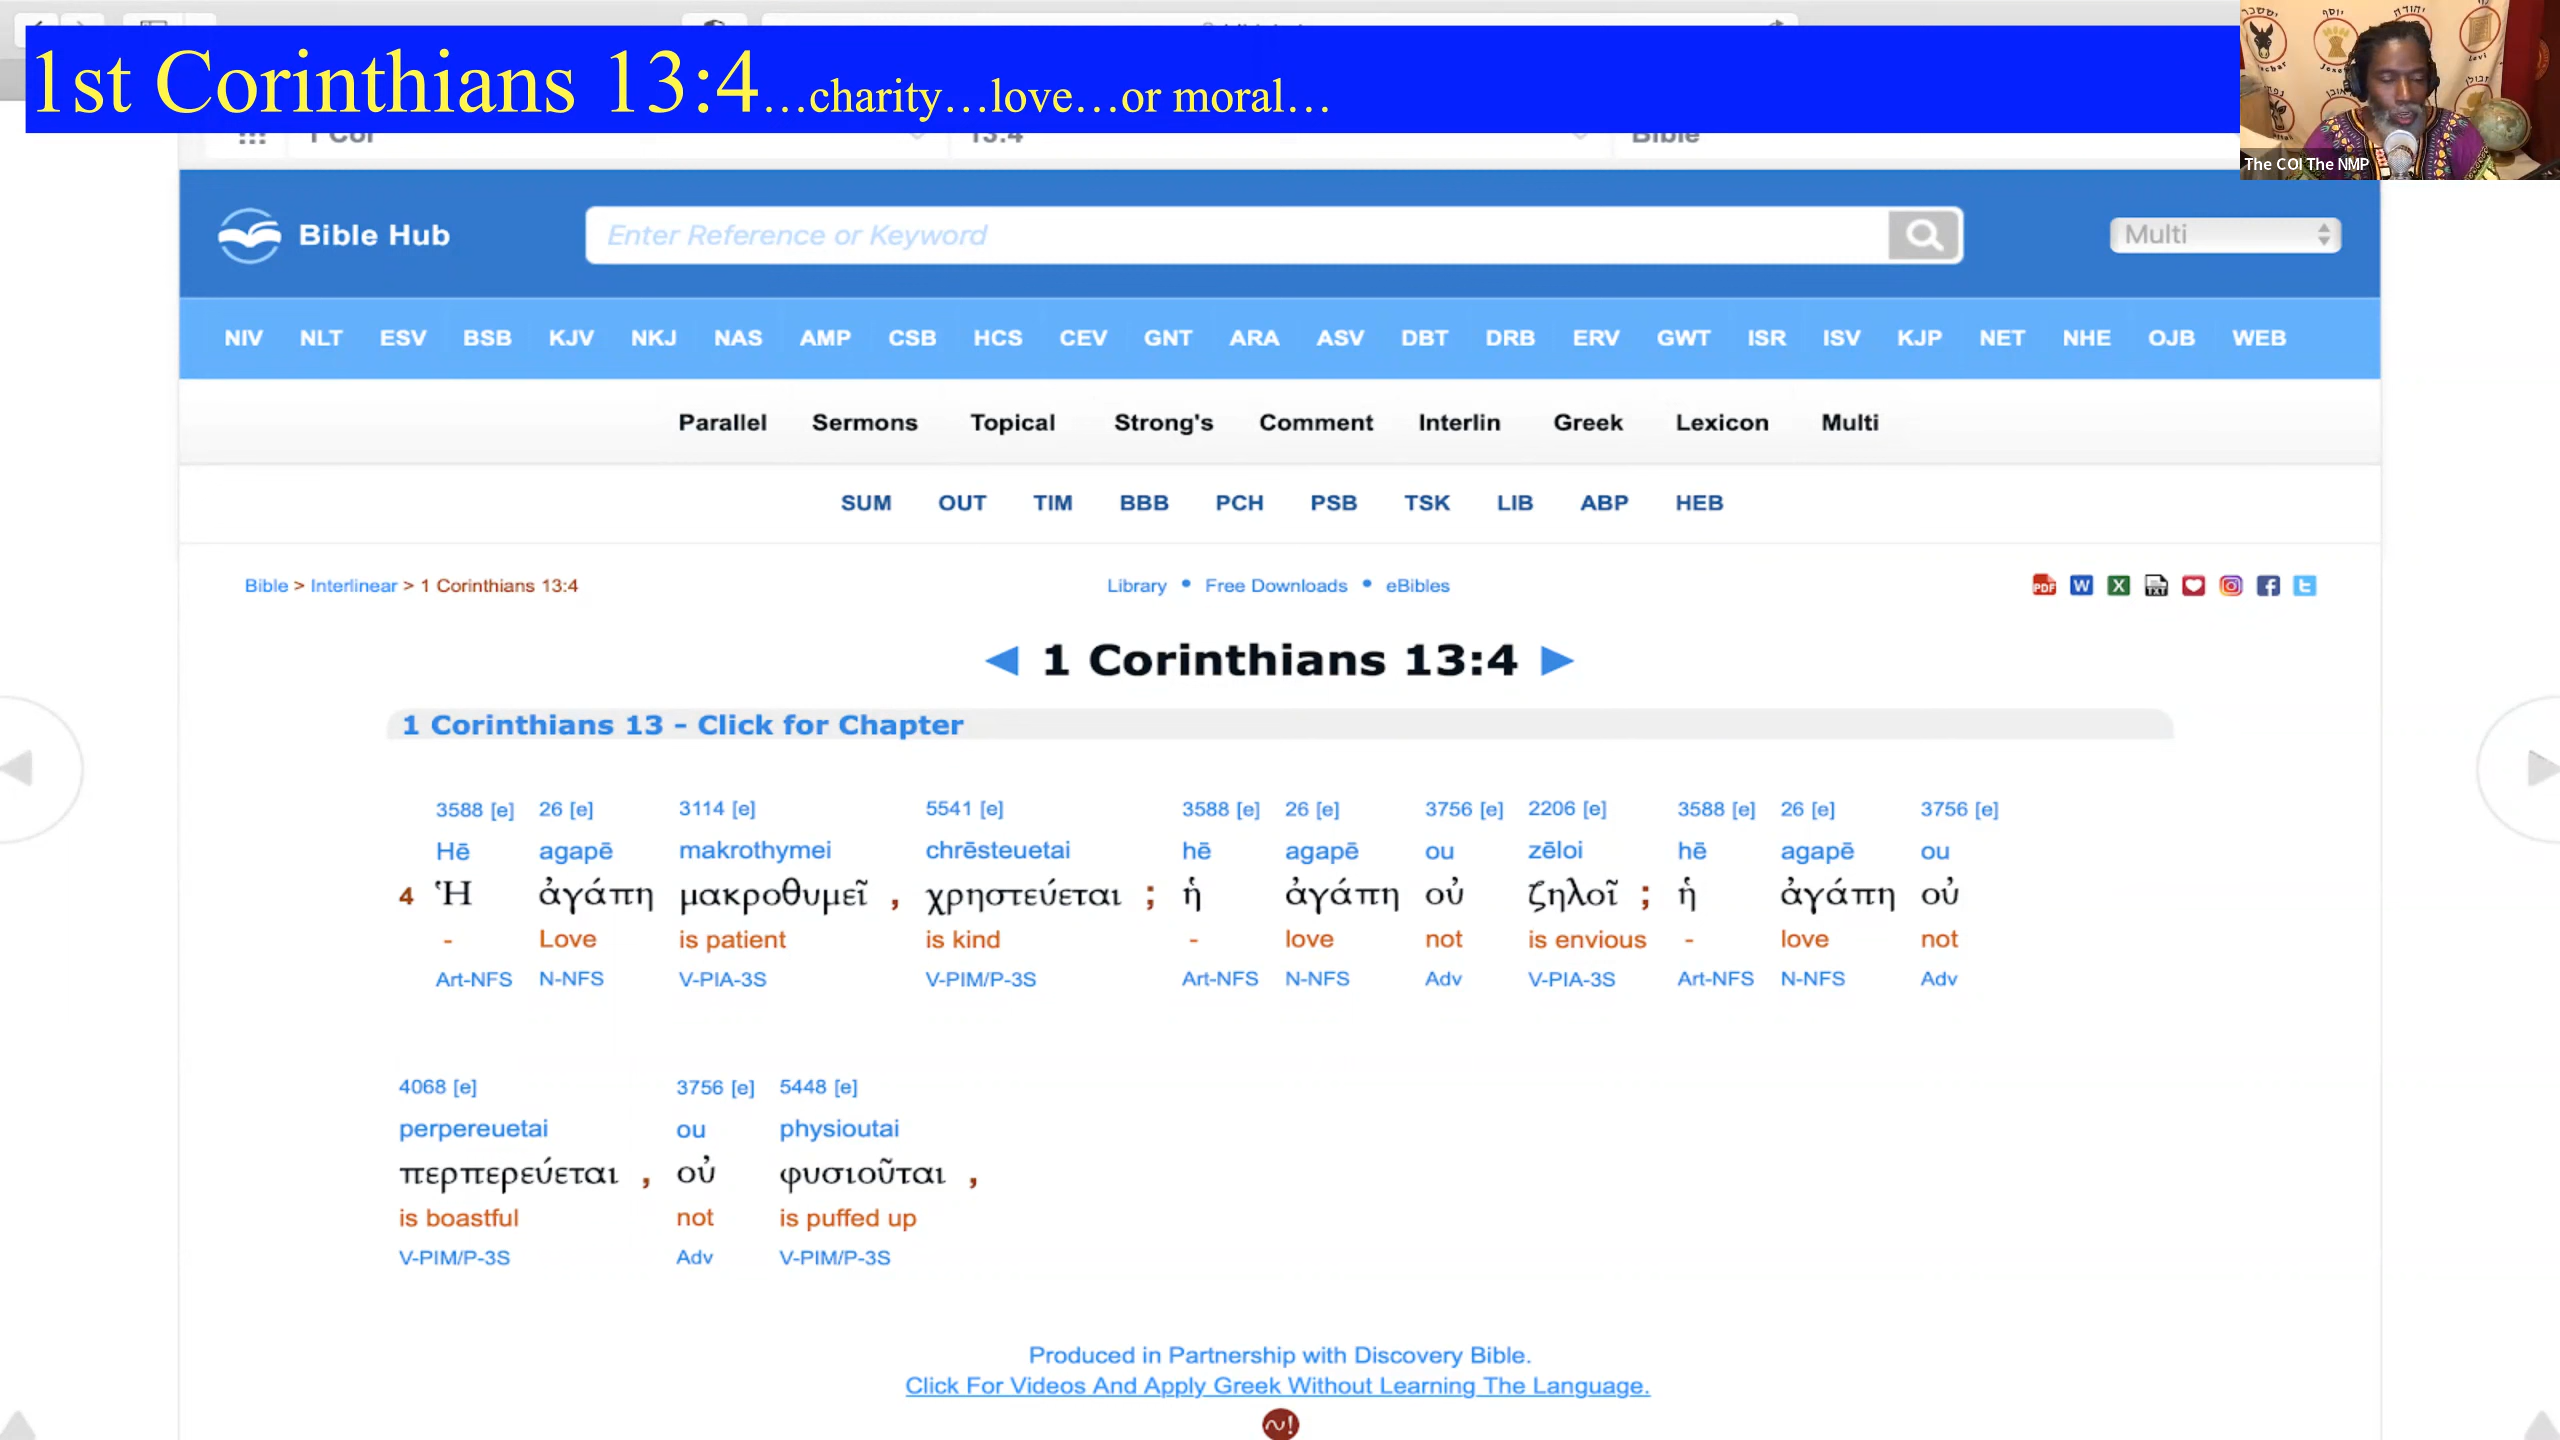 1st Corinthians 13:4...charity...love...or moral...
The COI The NMP
1 Cor 13:4 Bible
Bible Hub Enter Reference or Keyword Multi
NIV NLT ESV BSB KJV NKJ NAS AMP CSB HCS CEV GNT ARA ASV DBT DRB ERV GWT ISR ISV KJP NET NHE OJB WEB
Parallel Sermons Topical Strong's Comment Interlin Greek Lexicon Multi
SUM OUT TIM BBB PCH PSB TSK LIB ABP HEB
Bible > Interlinear > 1 Corinthians 13:4 Library • Free Downloads • eBibles
◄ 1 Corinthians 13:4 ►
1 Corinthians 13 - Click for Chapter
3588 [e] 26 [e] 3114 [e] 5541 [e] 3588 [e] 26 [e] 3756 [e] 2206 [e] 3588 [e] 26 [e] 3756 [e]
Hē agapē makrothymei chrēsteuetai hē agapē ou zēloi hē agapē ou
4 Ἡ ἀγάπη μακροθυμεῖ , χρηστεύεται ; ἡ ἀγάπη οὐ ζηλοῖ ; ἡ ἀγάπη οὐ
- Love is patient is kind - love not is envious - love not
Art-NFS N-NFS V-PIA-3S V-PIM/P-3S Art-NFS N-NFS Adv V-PIA-3S Art-NFS N-NFS Adv
4068 [e] 3756 [e] 5448 [e]
perpereuetai ou physioutai
περπερεύεται , οὐ φυσιοῦται ,
is boastful not is puffed up
V-PIM/P-3S Adv V-PIM/P-3S
Produced in Partnership with Discovery Bible.
Click For Videos And Apply Greek Without Learning The Language.